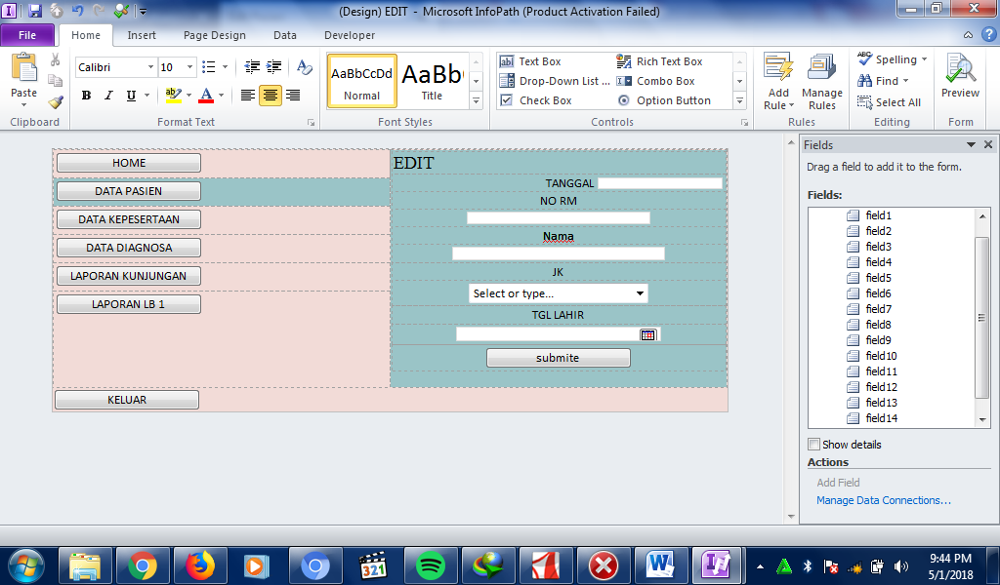 (Design) EDIT - Microsoft InfoPath (Product Activation Failed)
File Home Insert Page Design Data Developer
Paste
Clipboard
Calibri 10
B I U ab A
Format Text
AaBbCcDd
Normal
AaBb
Title
Font Styles
Text Box Rich Text Box
Drop-Down List ... Combo Box
Check Box Option Button
Controls
Add Rule
Manage Rules
Rules
Spelling
Find
Select All
Editing
Preview
Form
HOME
DATA PASIEN
DATA KEPESERTAAN
DATA DIAGNOSA
LAPORAN KUNJUNGAN
LAPORAN LB 1
KELUAR
EDIT
TANGGAL
NO RM
Nama
JK
Select or type...
TGL LAHIR
submite
Fields
Drag a field to add it to the form.
Fields:
field1
field2
field3
field4
field5
field6
field7
field8
field9
field10
field11
field12
field13
field14
Show details
Actions
Add Field
Manage Data Connections...
321
9:44 PM
5/1/2018